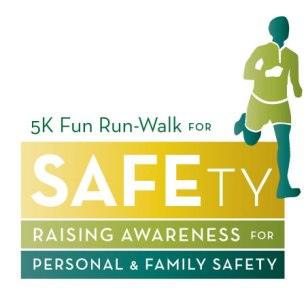 5K Fun Run-Walk FOR
SAFETY
RAISING AWARENESS FOR
PERSONAL & FAMILY SAFETY